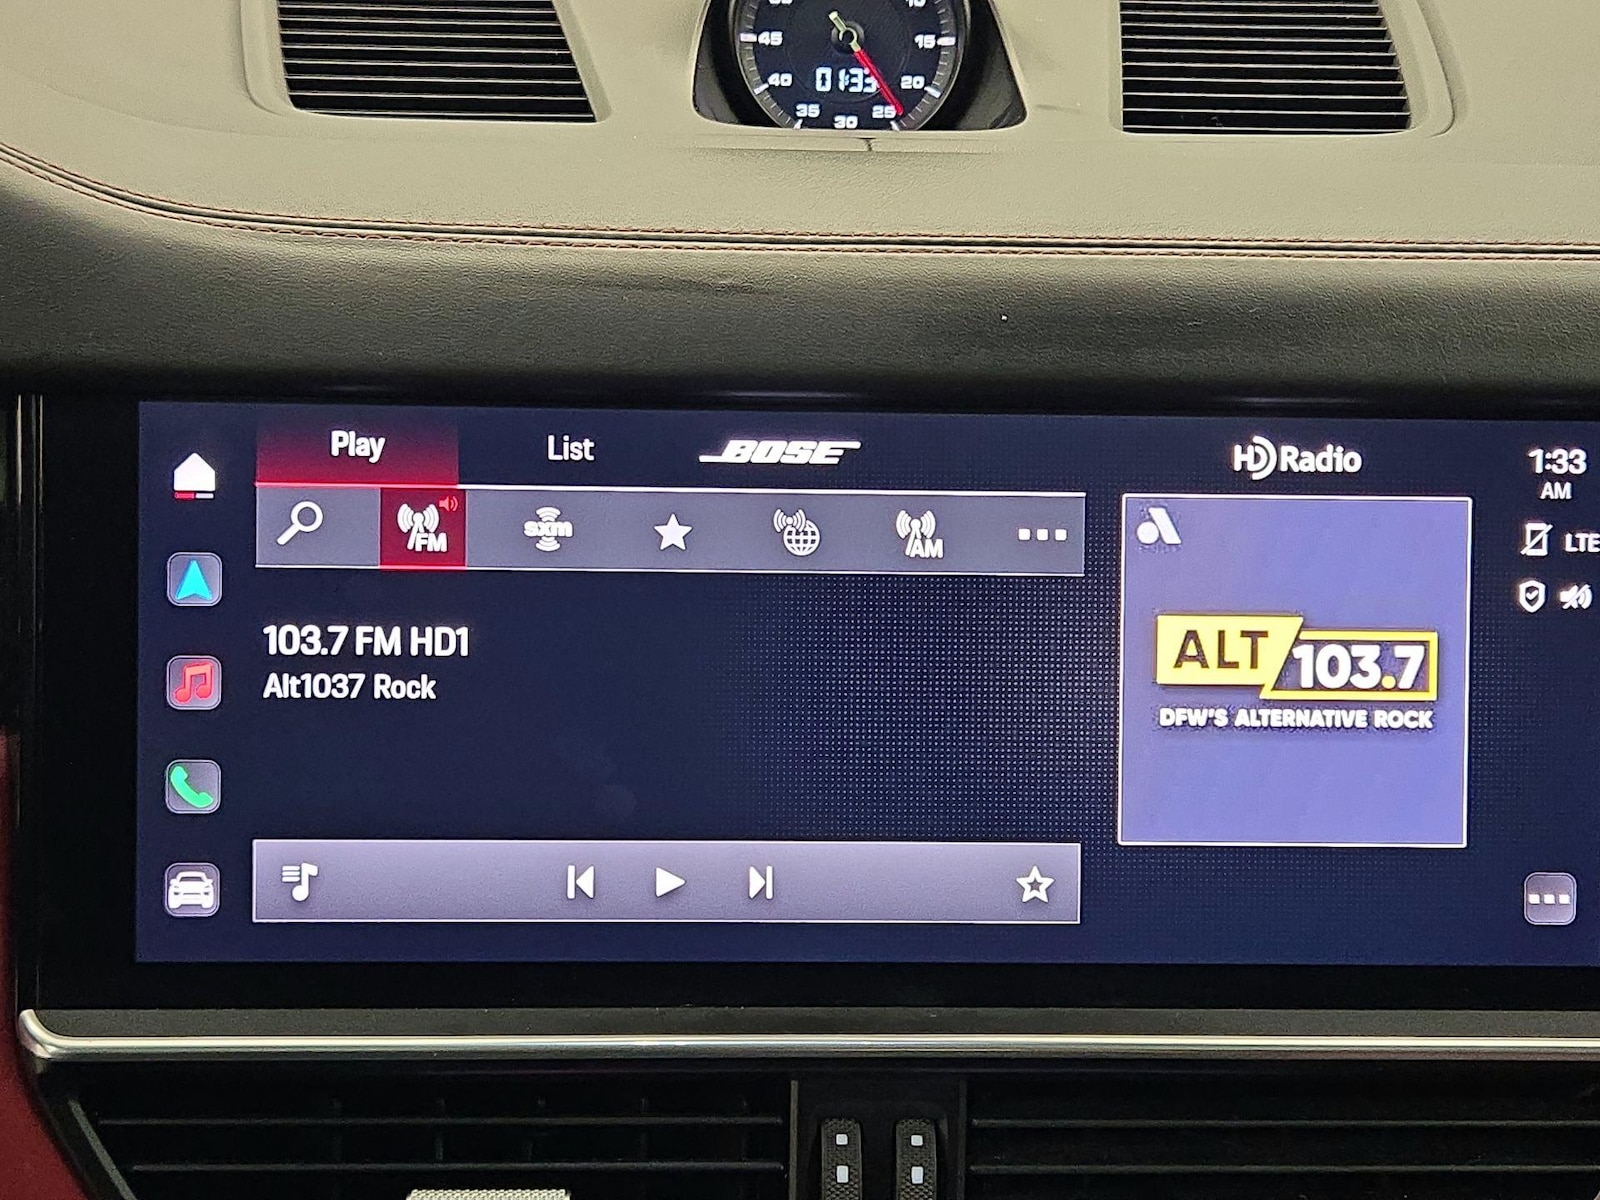 45
15
40
01:33
20
35
25
30
Play
List
BOSE
HD Radio
1:33
AM
FM
sxm
AM
LTE
103.7 FM HD1
Alt1037 Rock
ALT
103.7
DFW'S ALTERNATIVE ROCK